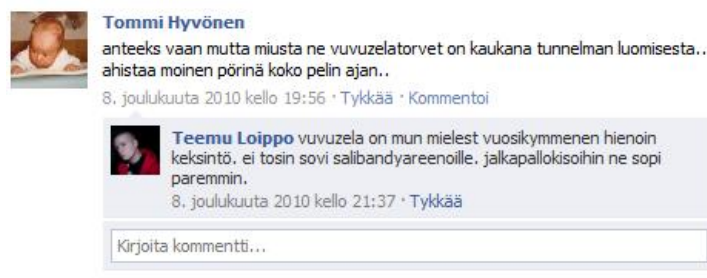 Tommi Hyvönen
anteeks vaan mutta miusta ne vuvuzelatorvet on kaukana tunnelman luomisesta..
ahistaa moinen pörinä koko pelin ajan..
8. joulukuuta 2010 kello 19:56 · Tykkää · Kommentoi
Teemu Loippo vuvuzela on mun mielest vuosikymmenen hienoin
keksintö. ei tosin sovi salibandyareenoille. jalkapallokisoihin ne sopi
paremmin.
8. joulukuuta 2010 kello 21:37 · Tykkää
Kirjoita kommentti...